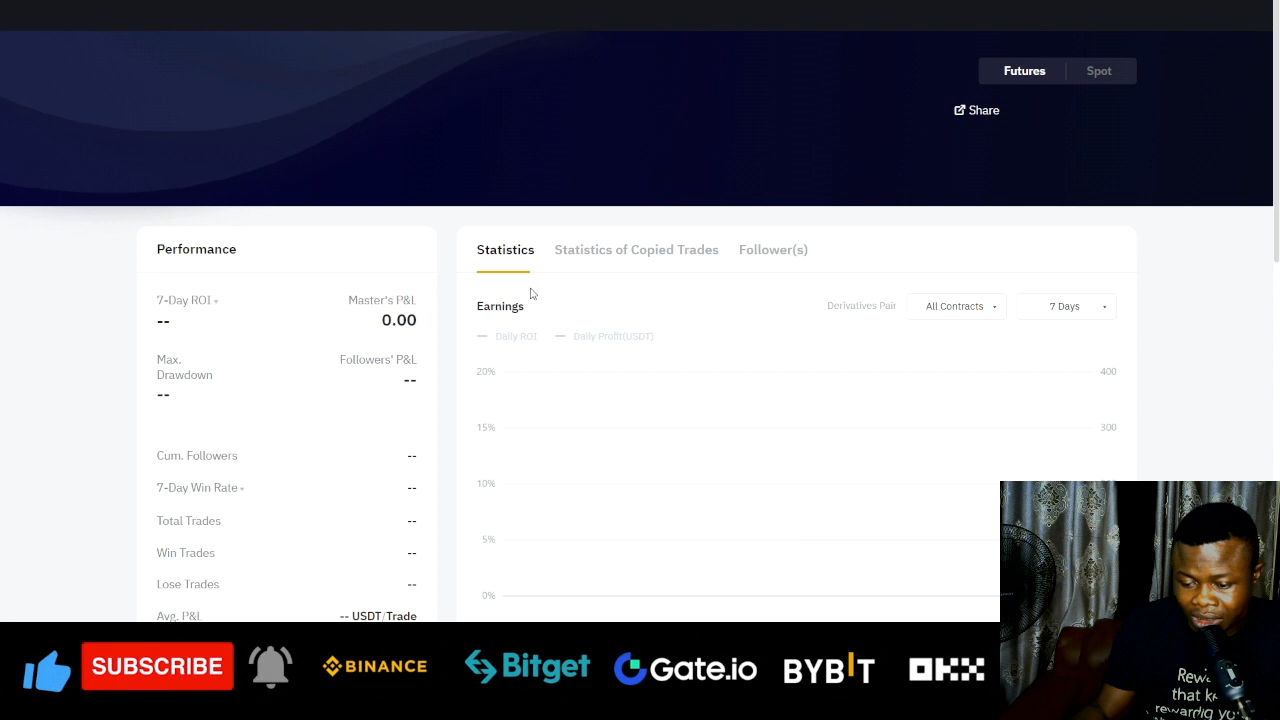 Futures
Spot
Share
Performance
7-Day ROI
Master's P&L
--
0.00
Max.
Drawdown
Followers' P&L
--
--
Cum. Followers
--
7-Day Win Rate
--
Total Trades
--
Win Trades
--
Lose Trades
--
Avg. P&L
-- USDT/Trade
Statistics
Statistics of Copied Trades
Follower(s)
Earnings
Derivatives Pair
All Contracts
7 Days
Daily ROI
Daily Profit(USDT)
20%
400
15%
300
10%
5%
0%
SUBSCRIBE
BINANCE
Bitget
Gate.io
BYBIT
OKX
that